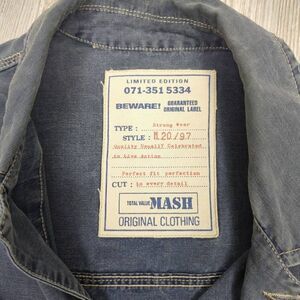 LIMITED EDITION
071-351 5334
BEWARE! GUARANTEED ORIGINAL LABEL
TYPE : Strong Wear
STYLE : M 20/97
Quality Usually Celebrated
to Live Action
Perfect fit perfection
CUT : in every detail
TOTAL VALUE MASH
ORIGINAL CLOTHING